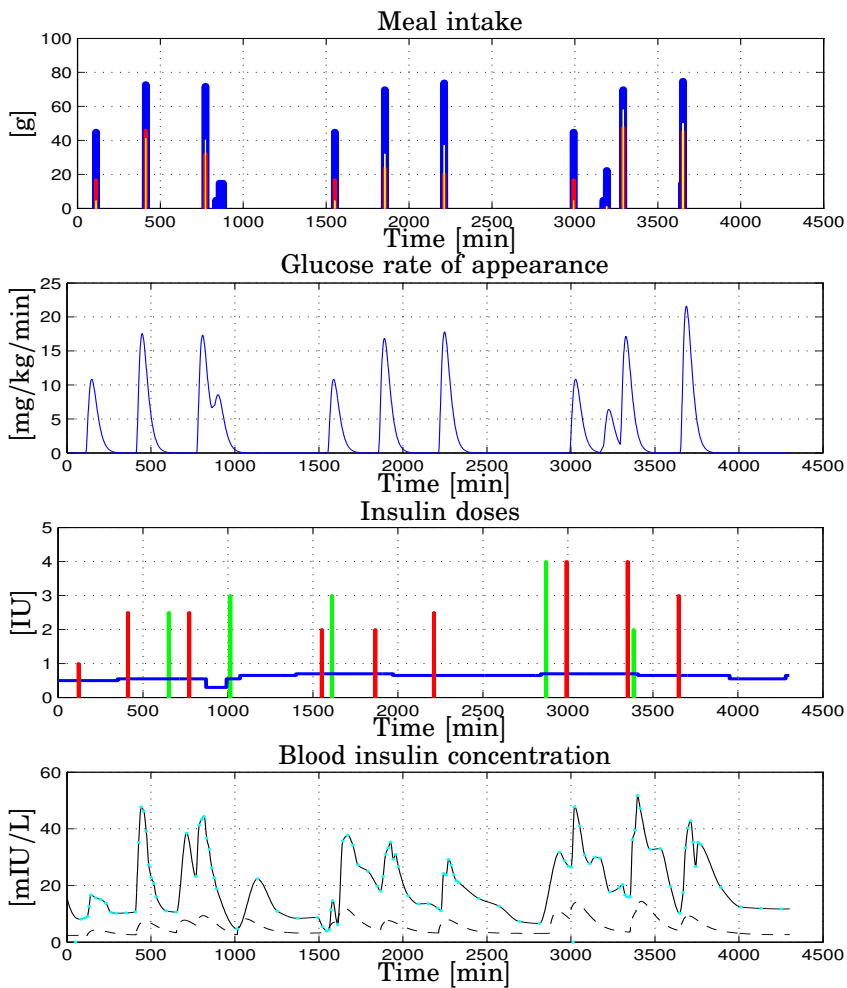 Meal intake
[g]
100
80
60
40
20
0
0 500 1000 1500 2000 2500 3000 3500 4000 4500
Time [min]
Glucose rate of appearance
[mg/kg/min]
25
20
15
10
5
0
0 500 1000 1500 2000 2500 3000 3500 4000 4500
Time [min]
Insulin doses
[IU]
5
4
3
2
1
0
0 500 1000 1500 2000 2500 3000 3500 4000 4500
Time [min]
Blood insulin concentration
[mIU/L]
60
40
20
0
0 500 1000 1500 2000 2500 3000 3500 4000 4500
Time [min]